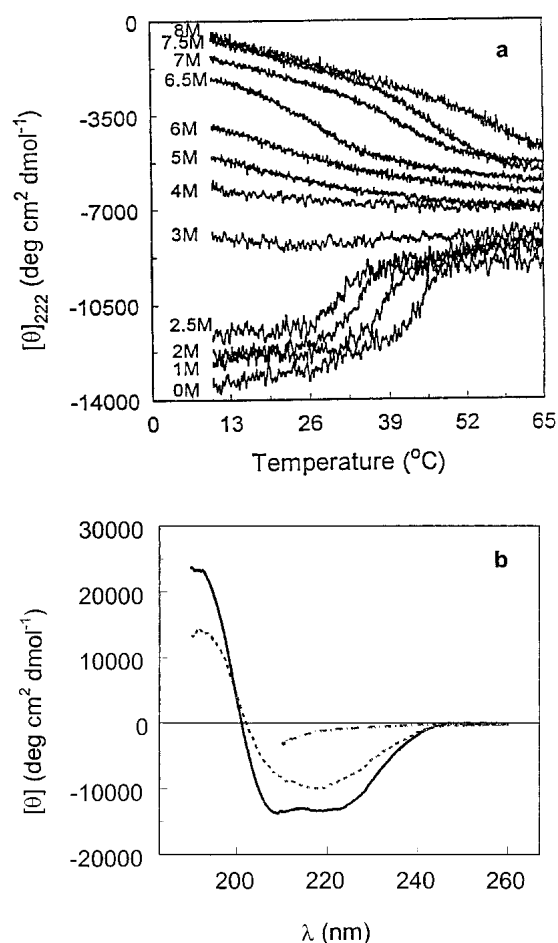 0
-3500
-7000
-10500
-14000
[θ]222 (deg cm2 dmol-1)
a
8M
7.5M
7M
6.5M
6M
5M
4M
3M
2.5M
2M
1M
0M
0 13 26 39 52 65
Temperature (oC)
30000
20000
10000
0
-10000
-20000
[θ] (deg cm2 dmol-1)
b
200 220 240 260
λ (nm)